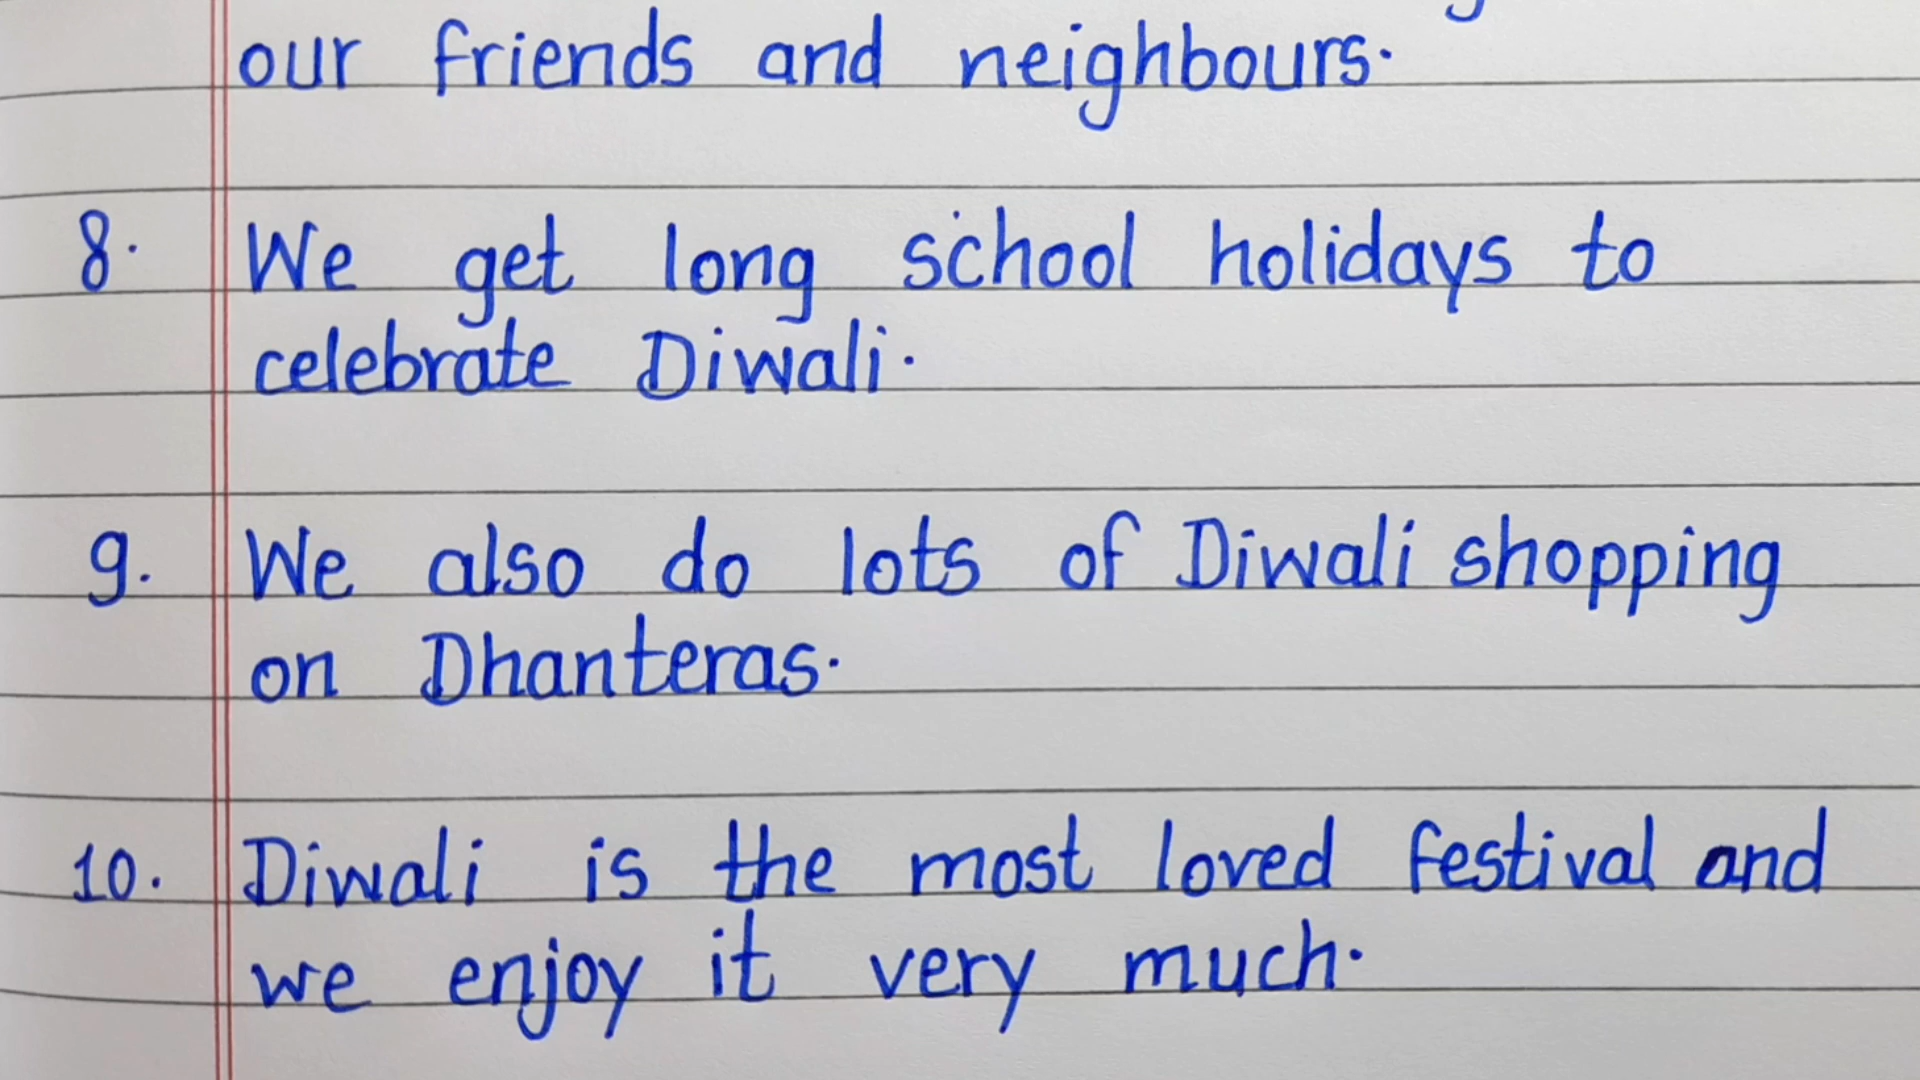 our friends and neighbours.
8. We get long school holidays to
celebrate Diwali.
9. We also do lots of Diwali shopping
on Dhanteras.
10. Diwali is the most loved festival and
we enjoy it very much.